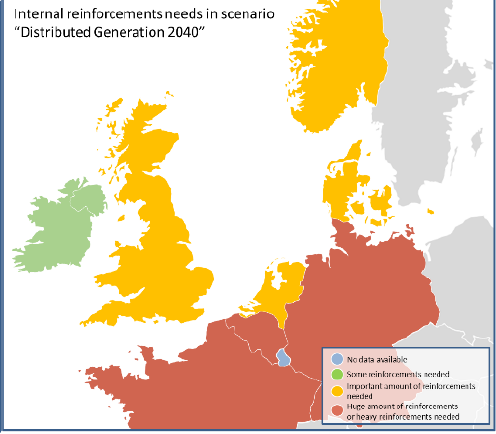 Internal reinforcements needs in scenario
“Distributed Generation 2040”
No data available
Some reinforcements needed
Important amount of reinforcements
needed
Huge amount of reinforcements
or heavy reinforcements needed